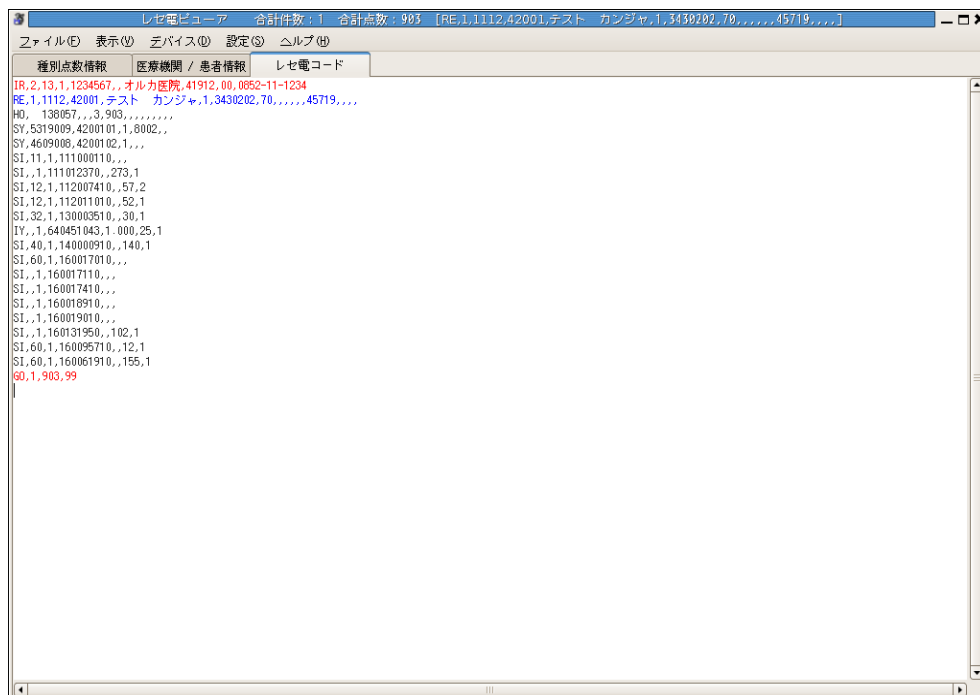 レセ電ビューア 合計件数：1 合計点数：903 [RE,1,1112,42001,テスト　カンジャ,1,3430202,70,,,,,,45719,,,,]
ファイル(F) 表示(V) デバイス(D) 設定(S) ヘルプ(H)
種別点数情報 医療機関 / 患者情報 レセ電コード
IR,2,13,1,1234567,,オルカ医院,41912,00,0852-11-1234
RE,1,1112,42001,テスト　カンジャ,1,3430202,70,,,,,,45719,,,,
HO,  138057,,,3,903,,,,,,,,,
SY,5319009,4200101,1,8002,,
SY,4609008,4200102,1,,,
SI,11,1,111000110,,,
SI,,1,111012370,,273,1
SI,12,1,112007410,,57,2
SI,12,1,112011010,,52,1
SI,32,1,130003510,,30,1
IY,,1,640451043,1.000,25,1
SI,40,1,140000910,,140,1
SI,60,1,160017010,,,
SI,,1,160017110,,,
SI,,1,160017410,,,
SI,,1,160018910,,,
SI,,1,160019010,,,
SI,,1,160131950,,102,1
SI,60,1,160095710,,12,1
SI,60,1,160061910,,155,1
GO,1,903,99